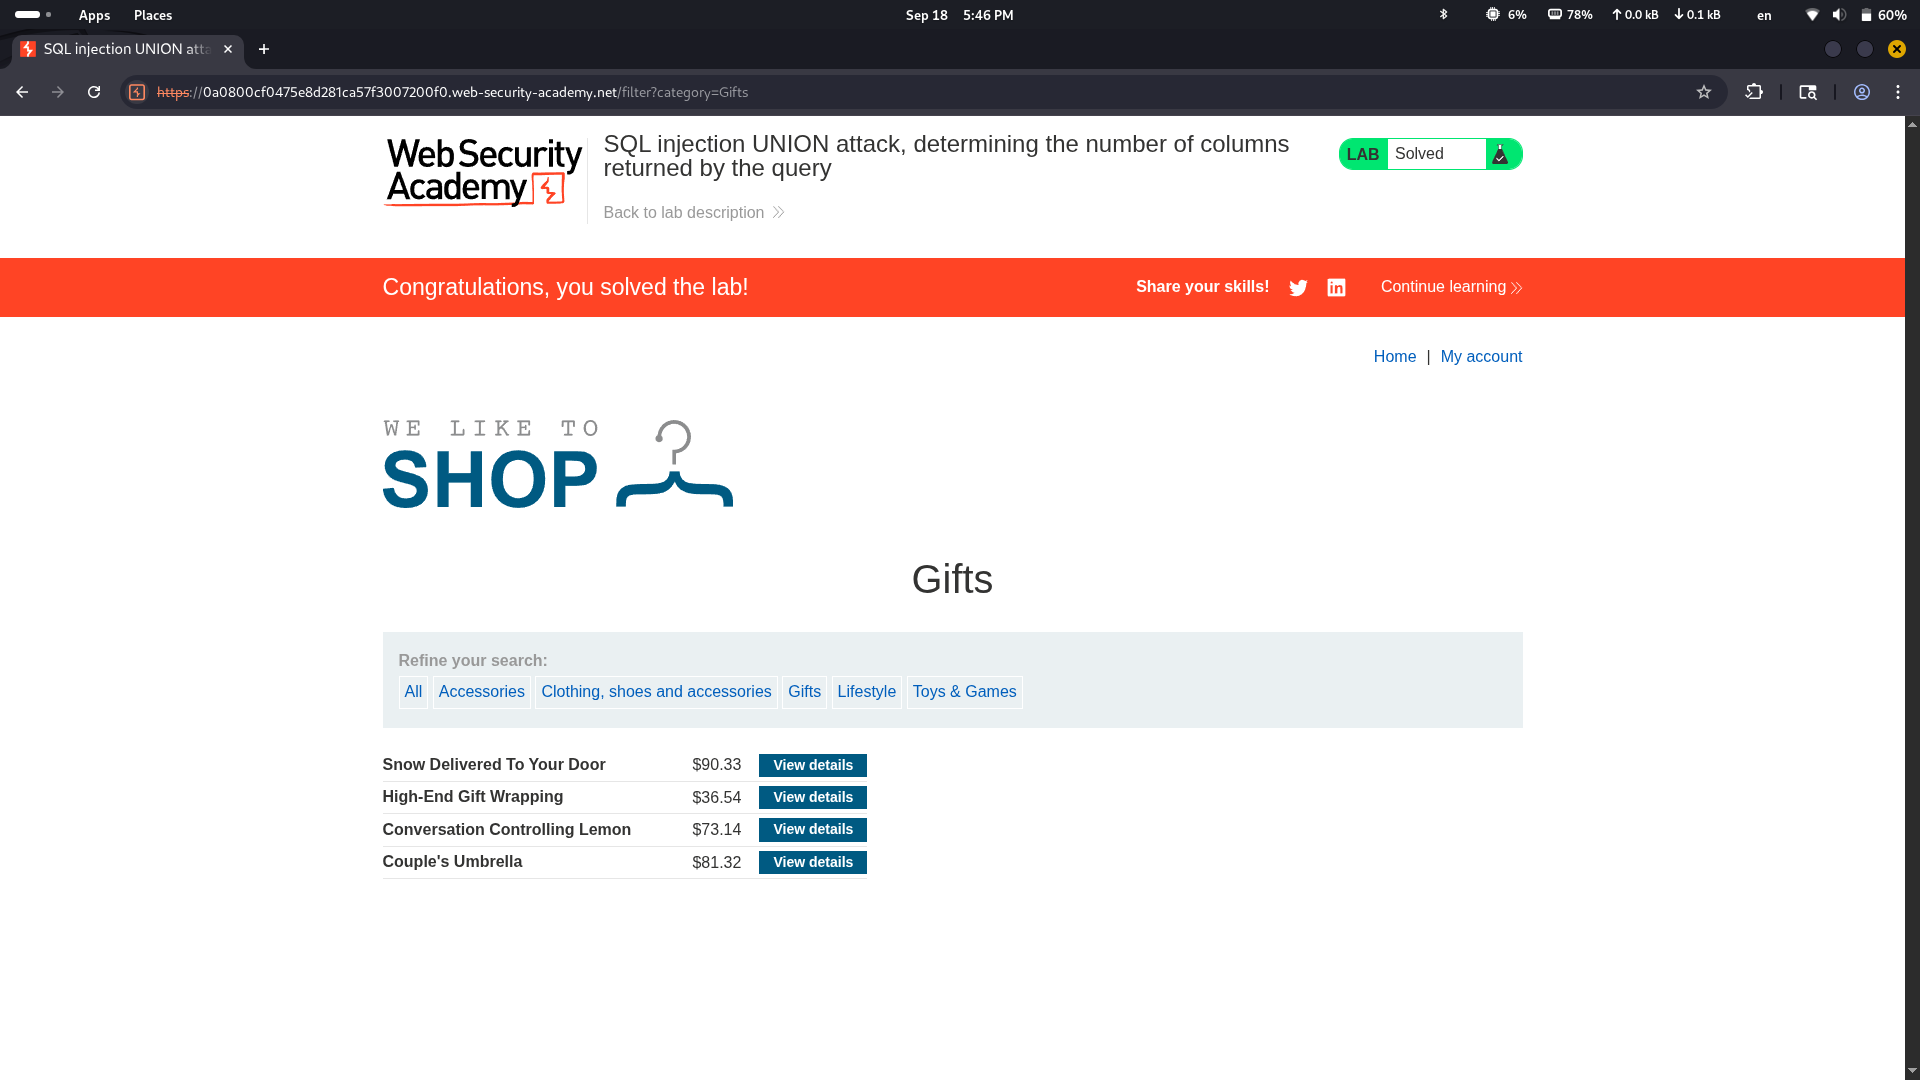 Apps Places Sep 18 5:46 PM 6% 78% 0.0 kB 0.1 kB en 60%
SQL injection UNION atta
https://0a0800cf0475e8d281ca57f3007200f0.web-security-academy.net/filter?category=Gifts
Web Security
Academy
SQL injection UNION attack, determining the number of columns
returned by the query
Back to lab description
LAB Solved
Congratulations, you solved the lab!
Share your skills!
Continue learning
Home | My account
WE LIKE TO
SHOP
Gifts
Refine your search:
All Accessories Clothing, shoes and accessories Gifts Lifestyle Toys & Games
Snow Delivered To Your Door $90.33 View details
High-End Gift Wrapping $36.54 View details
Conversation Controlling Lemon $73.14 View details
Couple's Umbrella $81.32 View details